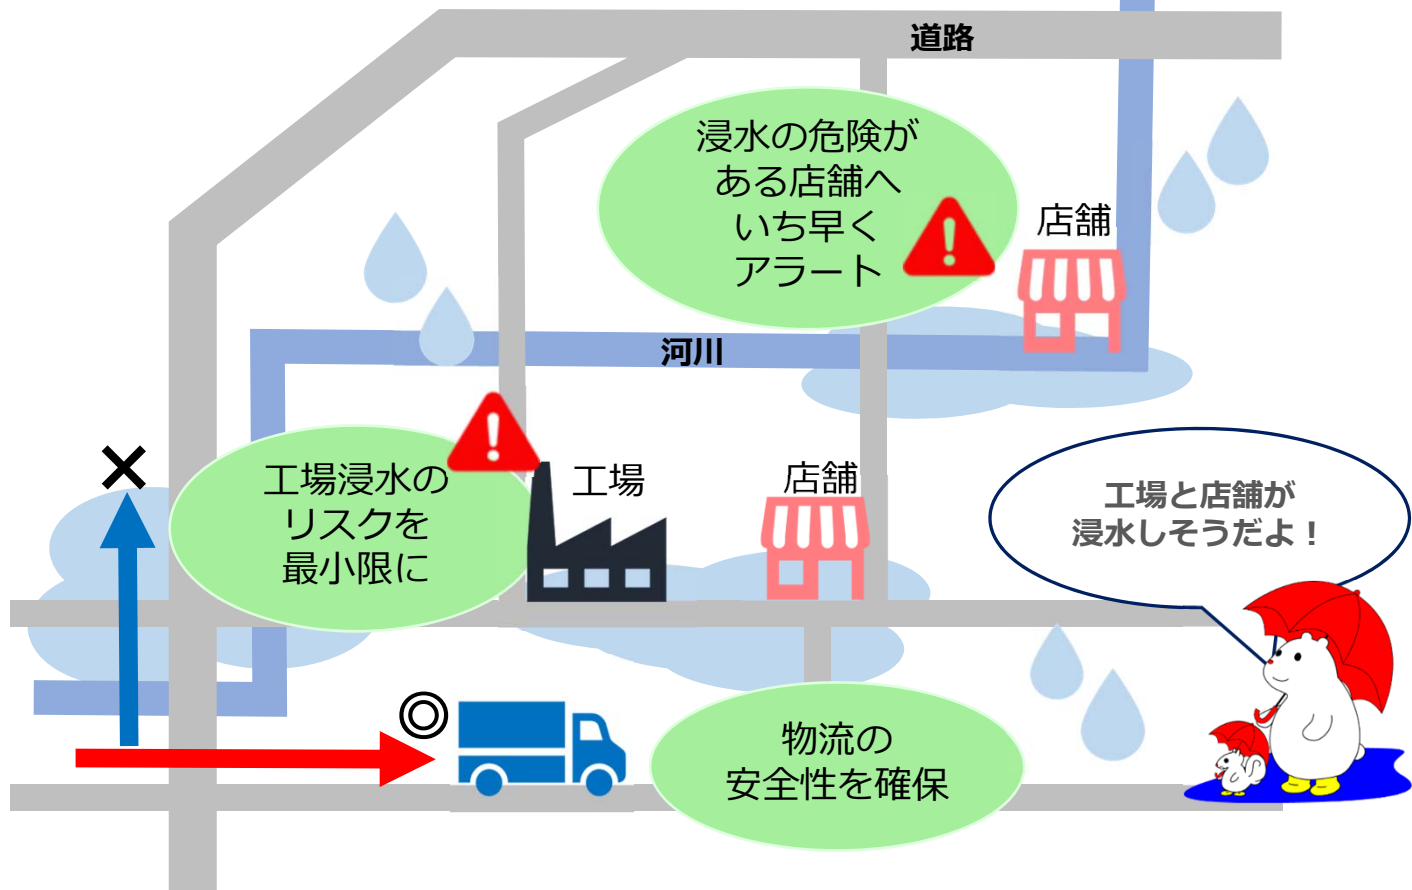 道路
浸水の危険が
ある店舗へ
いち早く
アラート
店舗
河川
工場浸水の
リスクを
最小限に
工場
店舗
工場と店舗が
浸水しそうだよ！
物流の
安全性を確保